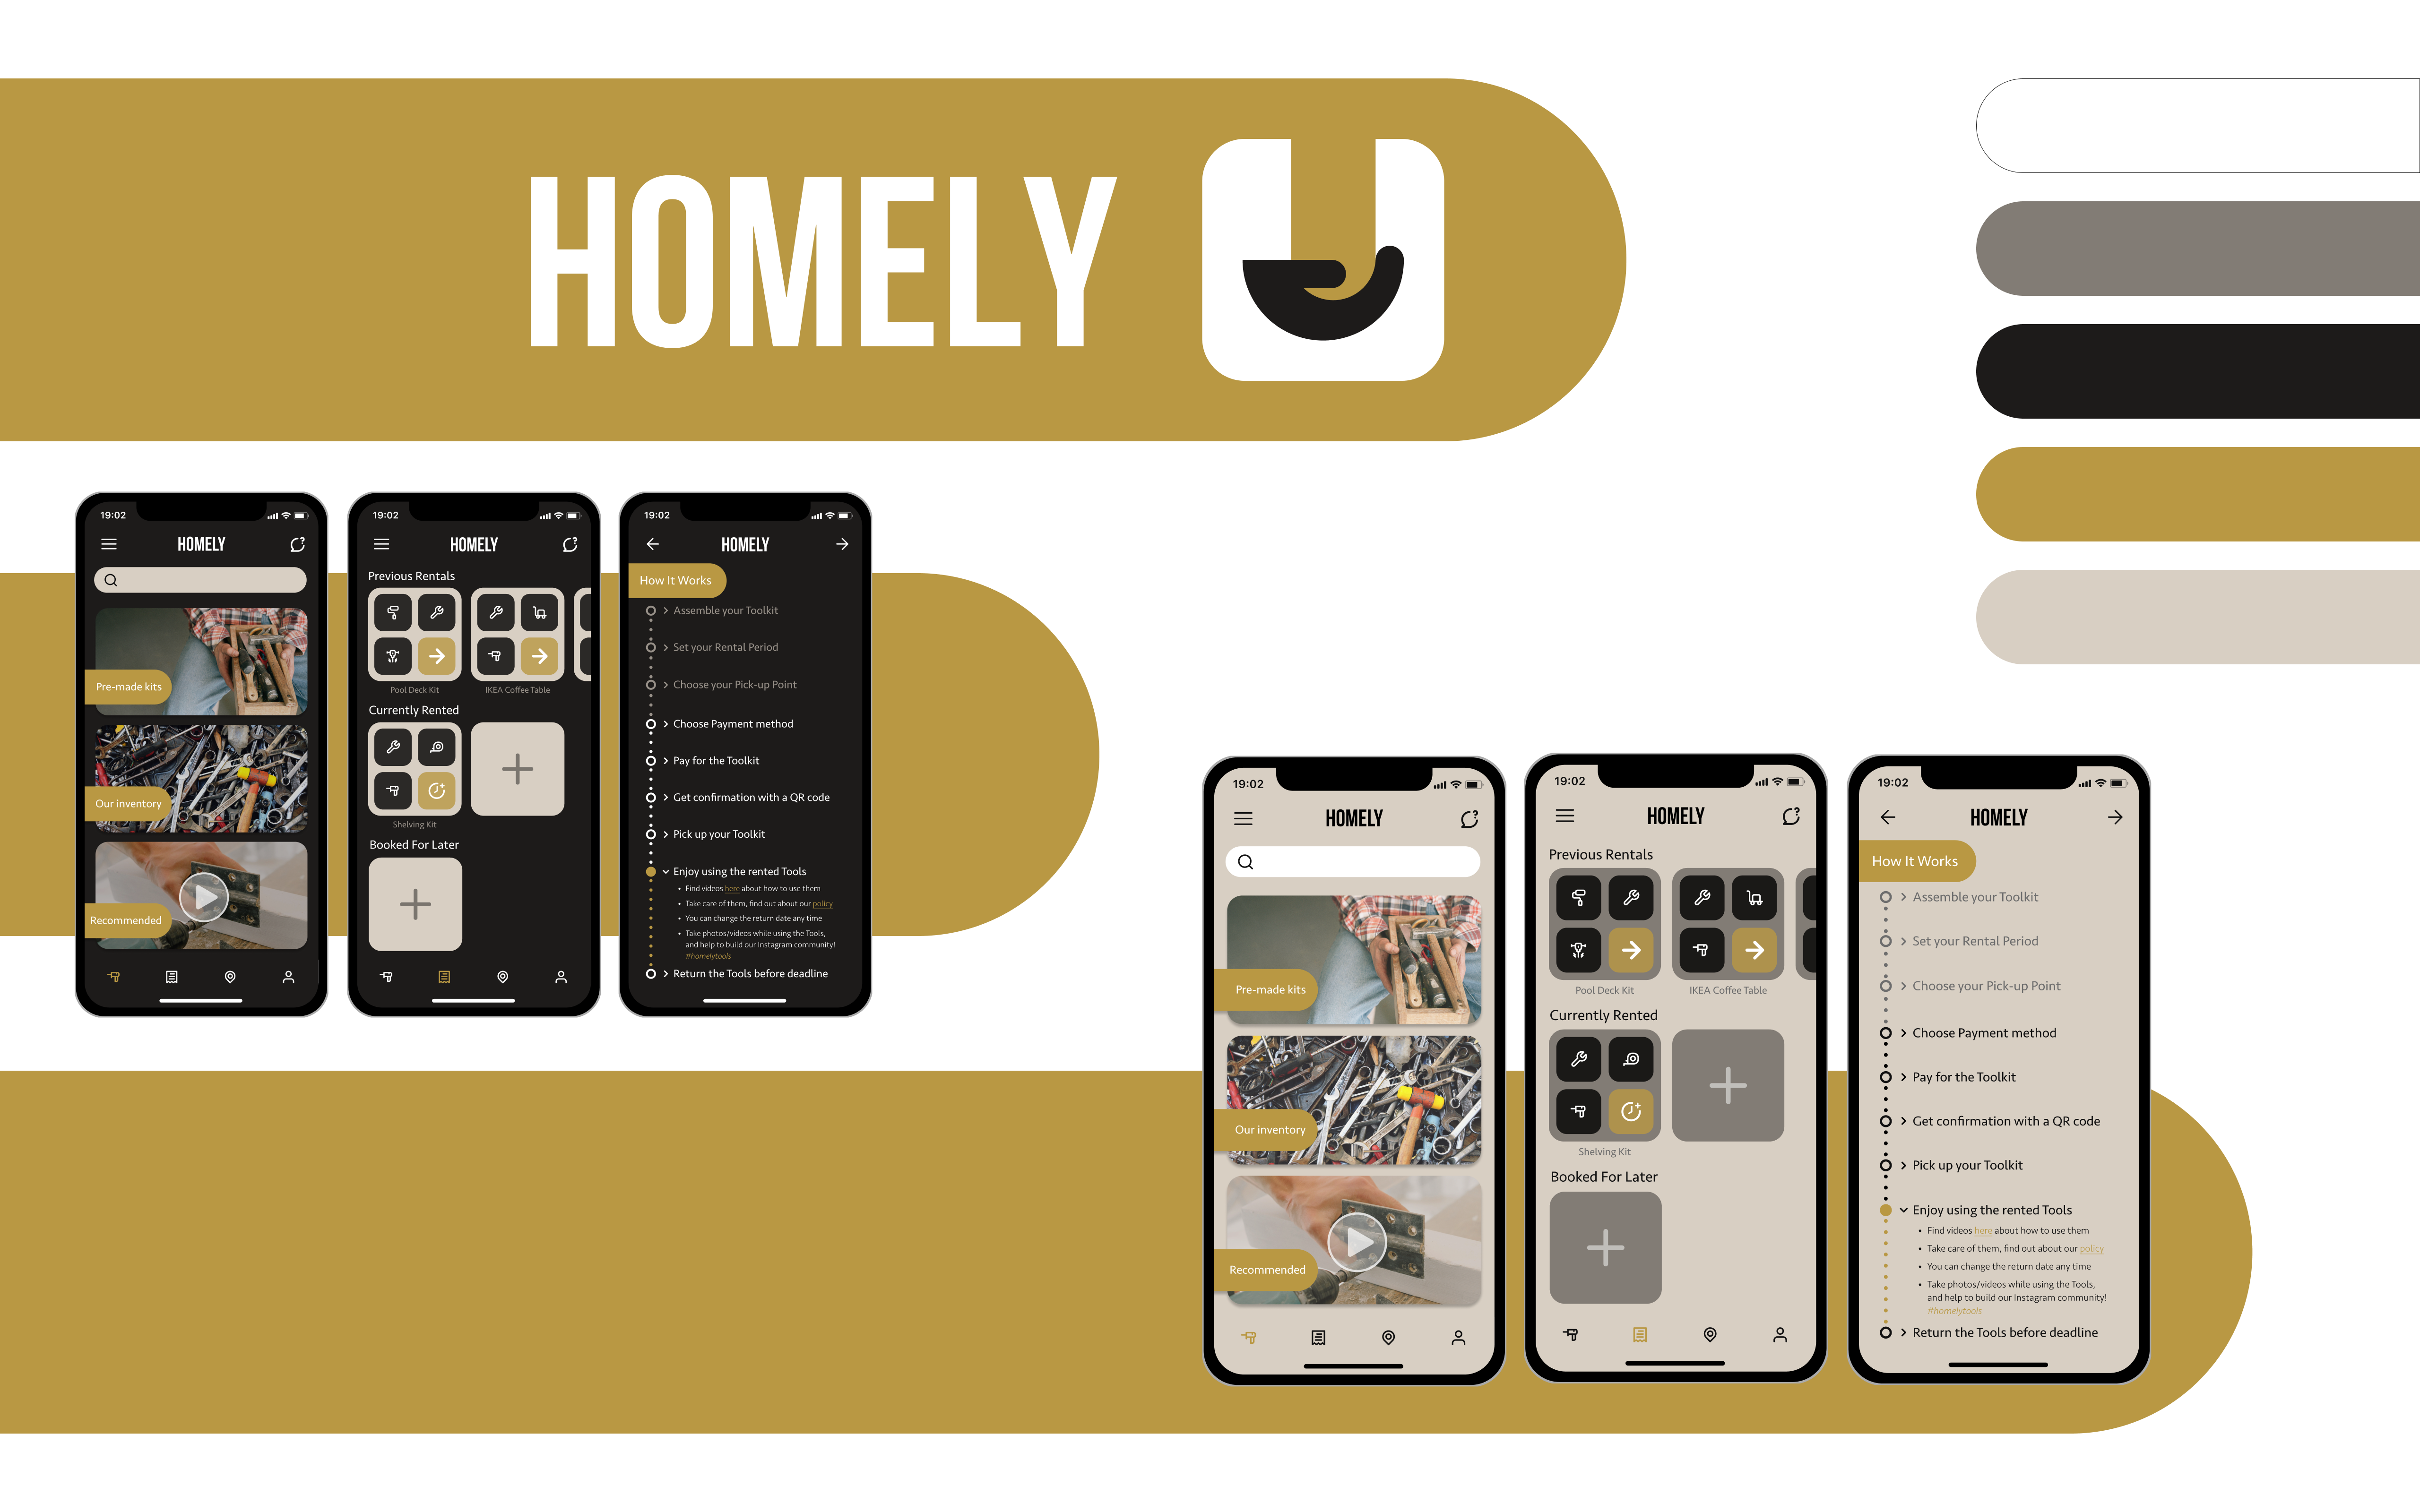 HOMELY
19:02
HOMELY
Pre-made kits
Our inventory
Recommended
19:02
HOMELY
Previous Rentals
Pool Deck Kit
IKEA Coffee Table
Currently Rented
Shelving Kit
Booked For Later
19:02
HOMELY
How It Works
Assemble your Toolkit
Set your Rental Period
Choose your Pick-up Point
Choose Payment method
Pay for the Toolkit
Get confirmation with a QR code
Pick up your Toolkit
Enjoy using the rented Tools
• Find videos here about how to use them
• Take care of them, find out about our policy
• You can change the return date any time
• Take photos/videos while using the Tools,
and help to build our Instagram community!
#homelytools
Return the Tools before deadline
19:02
HOMELY
Pre-made kits
Our inventory
Recommended
19:02
HOMELY
Previous Rentals
Pool Deck Kit
IKEA Coffee Table
Currently Rented
Shelving Kit
Booked For Later
19:02
HOMELY
How It Works
Assemble your Toolkit
Set your Rental Period
Choose your Pick-up Point
Choose Payment method
Pay for the Toolkit
Get confirmation with a QR code
Pick up your Toolkit
Enjoy using the rented Tools
• Find videos here about how to use them
• Take care of them, find out about our policy
• You can change the return date any time
• Take photos/videos while using the Tools,
and help to build our Instagram community!
#homelytools
Return the Tools before deadline